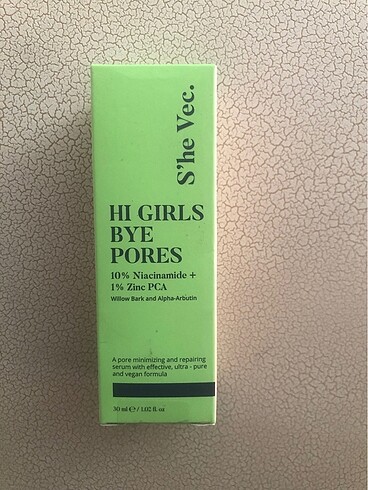 S'he Vec.
HI GIRLS
BYE
PORES
10% Niacinamide +
1% Zinc PCA
Willow Bark and Alpha-Arbutin
A pore minimizing and repairing
serum with effective, ultra - pure
and vegan formula
30 ml ℮ / 1.02 fl. oz